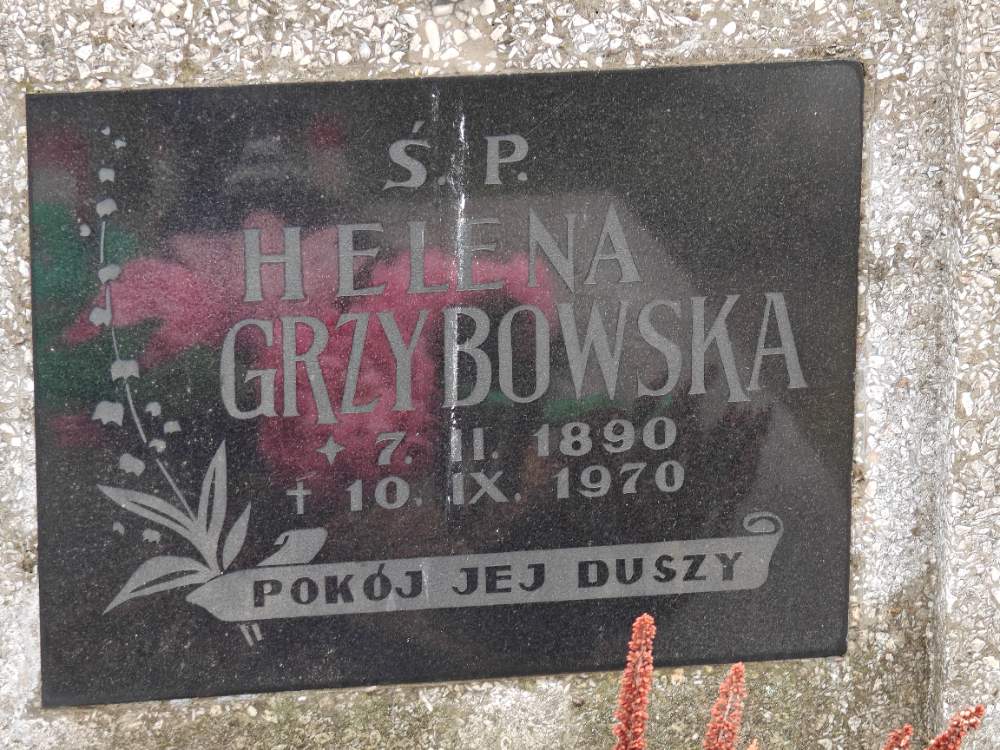 Ś. P.
HELENA
GRZYBOWSKA
✦ 7. II. 1890
† 10. IX. 1970
POKÓJ JEJ DUSZY